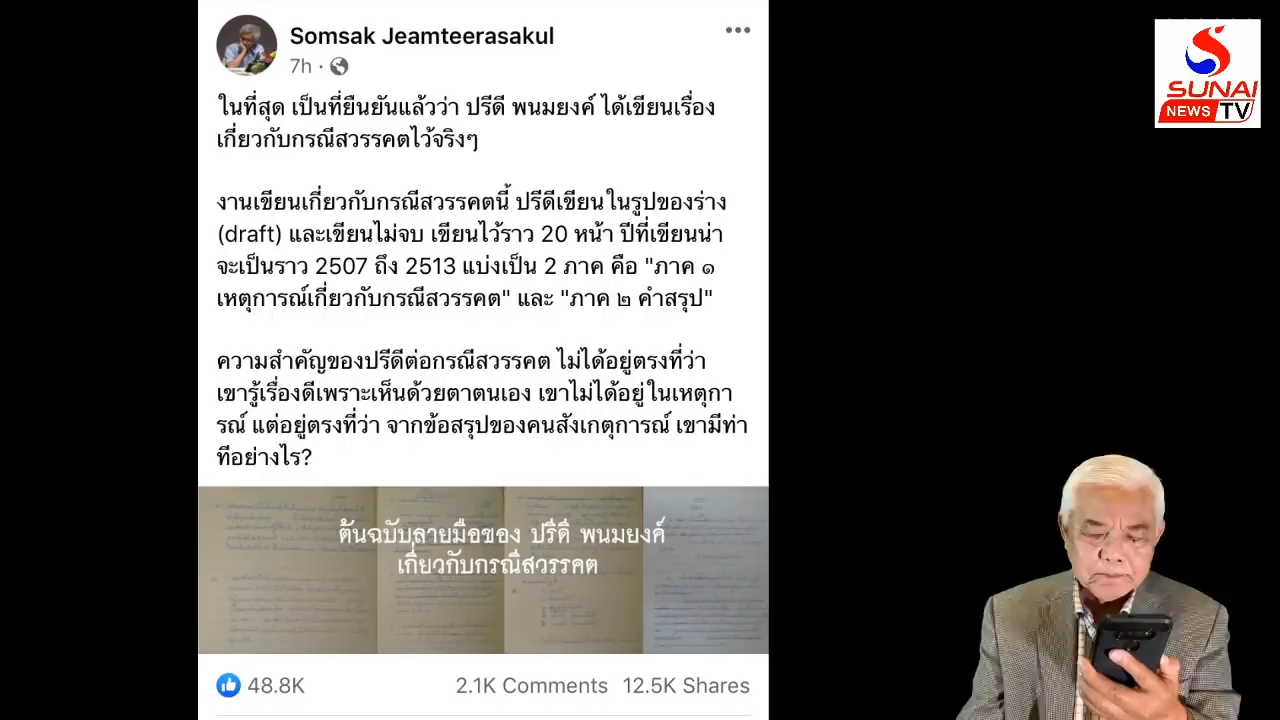 Somsak Jeamteerasakul
7h
ในที่สุด เป็นที่ยืนยันแล้วว่า ปรีดี พนมยงค์ ได้เขียนเรื่อง
เกี่ยวกับกรณีสวรรคตไว้จริงๆ
งานเขียนเกี่ยวกับกรณีสวรรคตนี้ ปรีดีเขียนในรูปของร่าง
(draft) และเขียนไม่จบ เขียนไว้ราว 20 หน้า ปีที่เขียนน่า
จะเป็นราว 2507 ถึง 2513 แบ่งเป็น 2 ภาค คือ "ภาค ๑
เหตุการณ์เกี่ยวกับกรณีสวรรคต" และ "ภาค ๒ คำสรุป"
ความสำคัญของปรีดีต่อกรณีสวรรคต ไม่ได้อยู่ตรงที่ว่า
เขารู้เรื่องดีเพราะเห็นด้วยตาตนเอง เขาไม่ได้อยู่ในเหตุกา
รณ์ แต่อยู่ตรงที่ว่า จากข้อสรุปของคนสังเกตุการณ์ เขามีท่า
ทีอย่างไร?
ต้นฉบับลายมือของ ปรีดี พนมยงค์
เกี่ยวกับกรณีสวรรคต
48.8K 2.1K Comments 12.5K Shares
SUNAI
NEWS TV